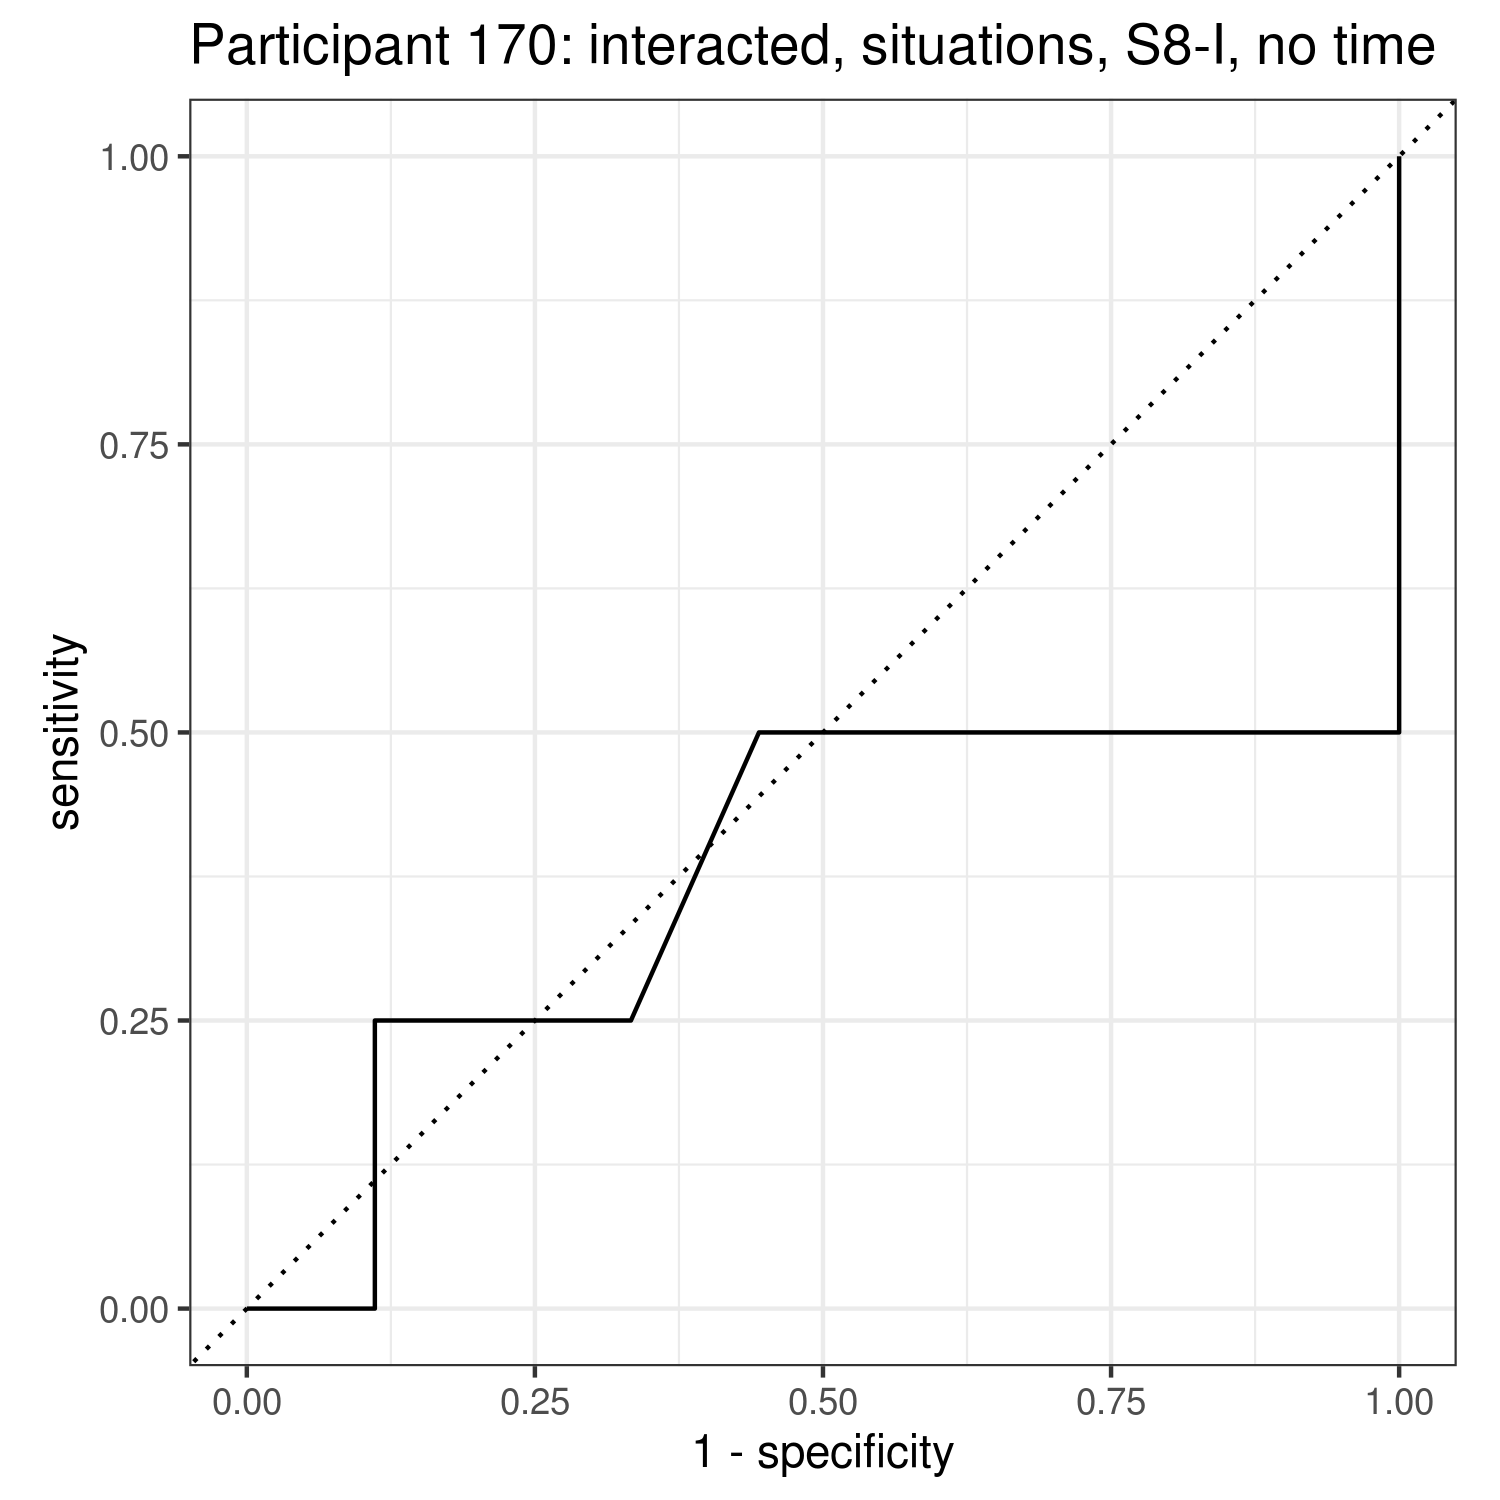 Participant 170: interacted, situations, S8-I, no time
sensitivity
1.00
0.75
0.50
0.25
0.00
0.00 0.25 0.50 0.75 1.00
1 - specificity